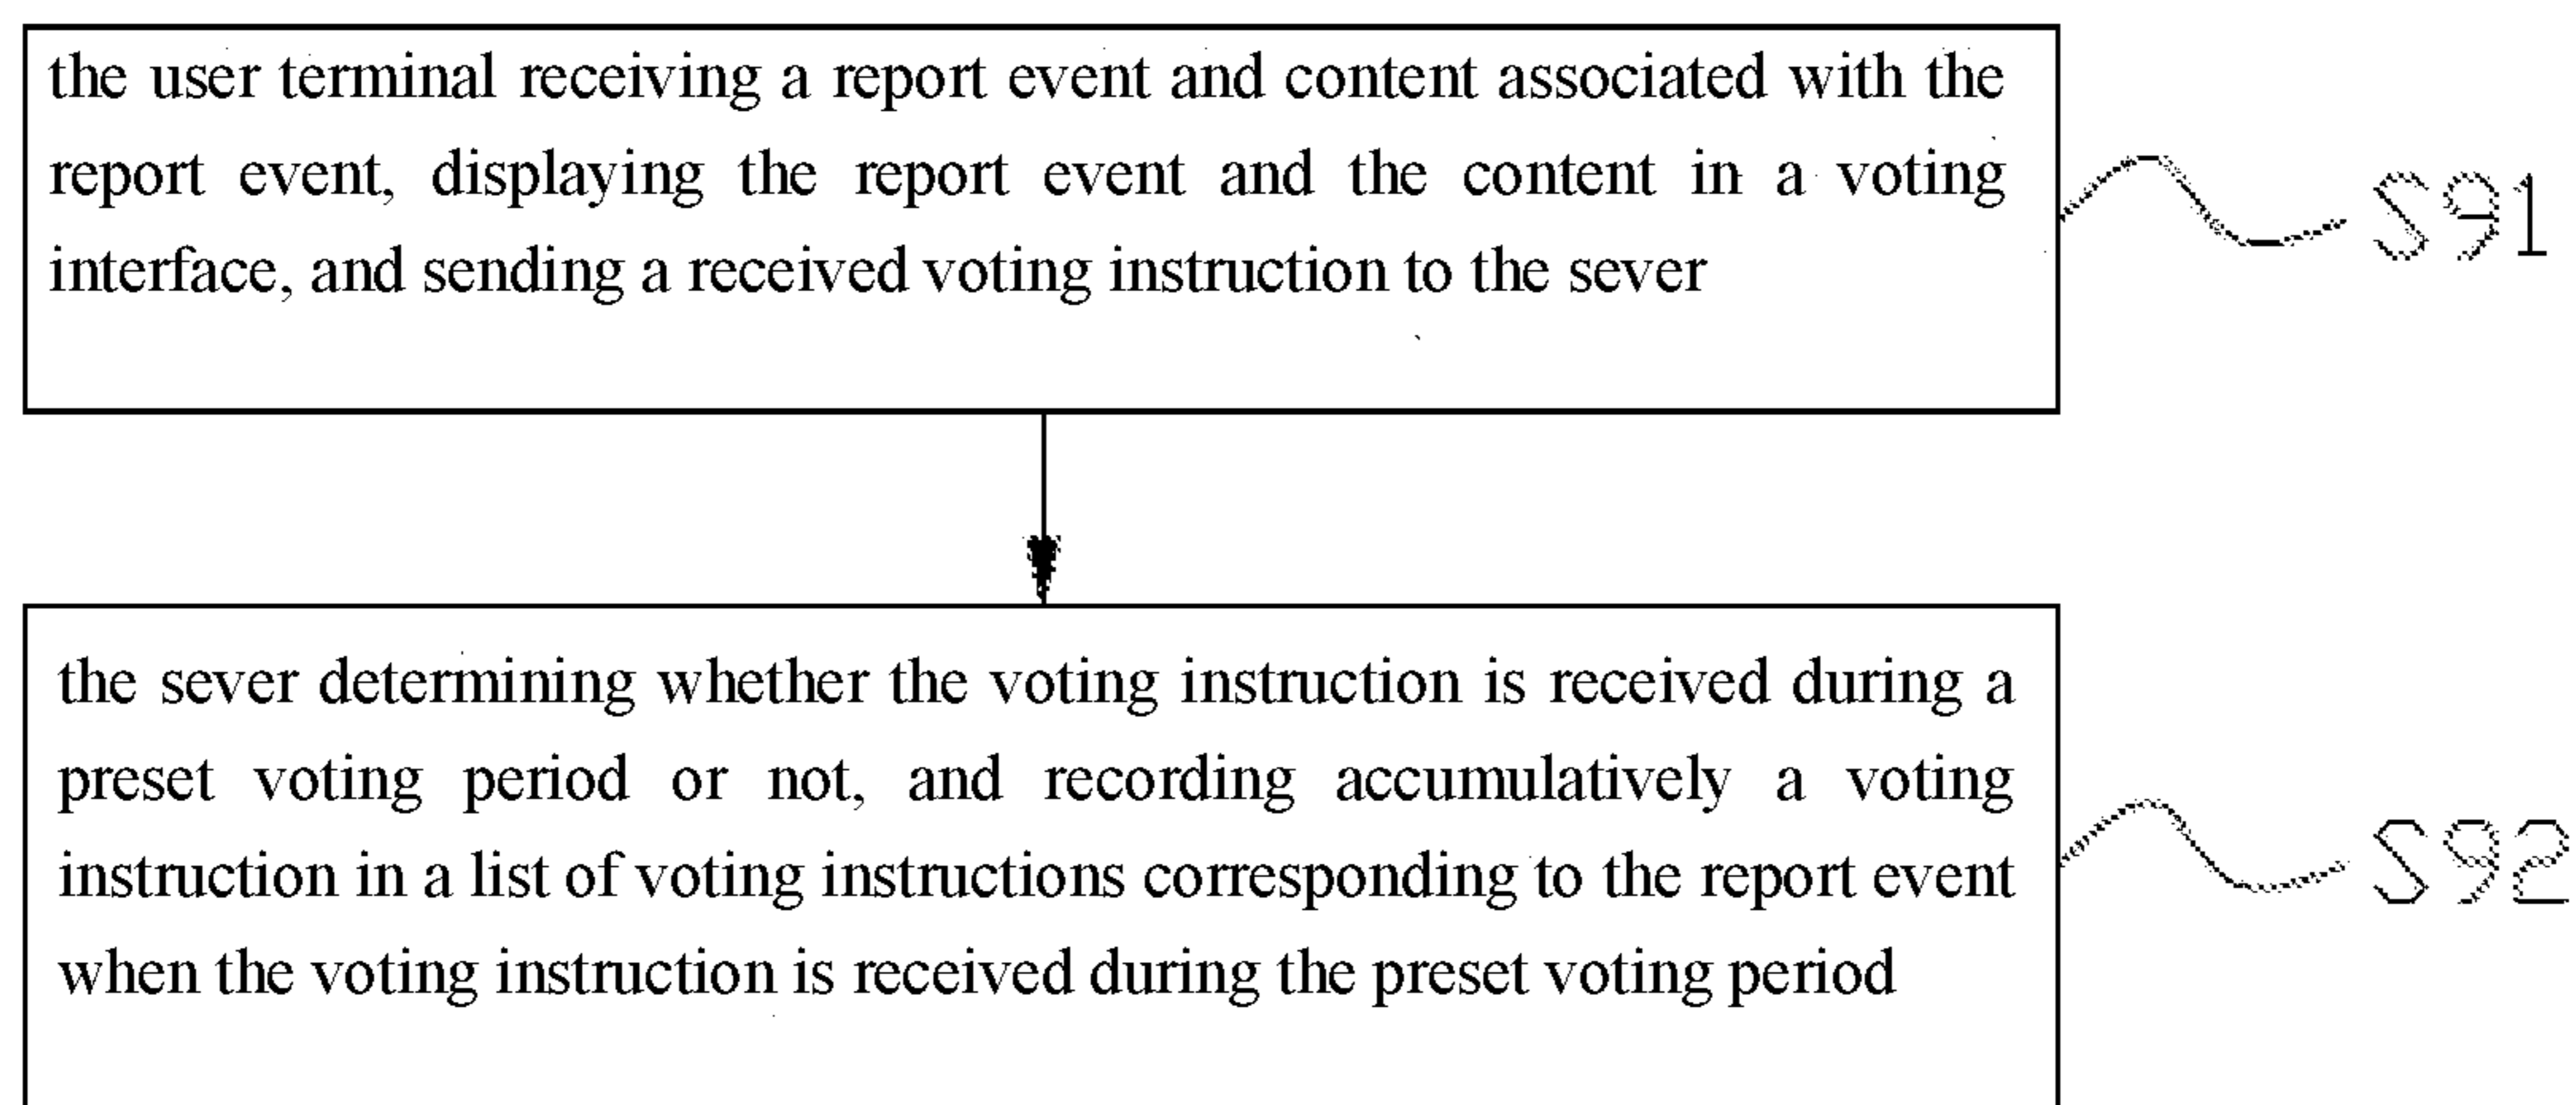 the user terminal receiving a report event and content associated with the
report event, displaying the report event and the content in a voting
interface, and sending a received voting instruction to the sever
S91
the sever determining whether the voting instruction is received during a
preset voting period or not, and recording accumulatively a voting
instruction in a list of voting instructions corresponding to the report event
when the voting instruction is received during the preset voting period
S92